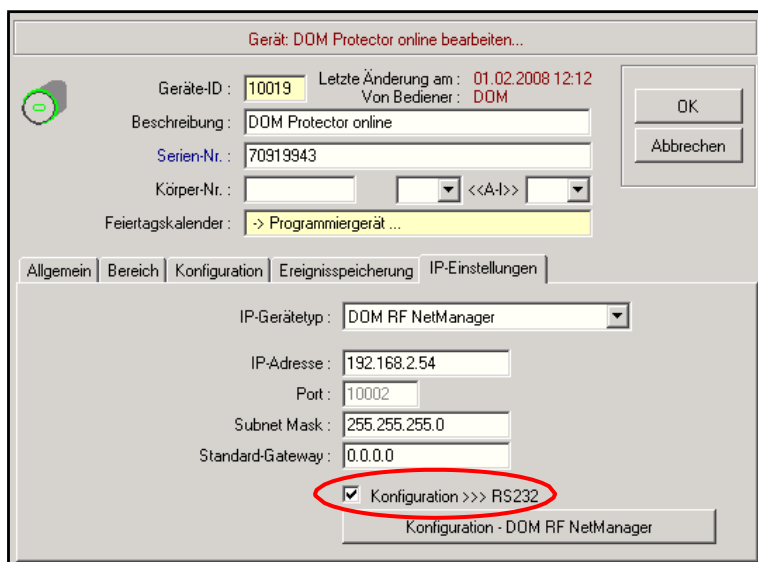 Gerät: DOM Protector online bearbeiten...
Geräte-ID : 10019 Letzte Änderung am : 01.02.2008 12:12
Von Bediener : DOM
OK
Beschreibung : DOM Protector online
Abbrechen
Serien-Nr. : 70919943
Körper-Nr. : <<A-I>>
Feiertagskalender : -> Programmiergerät ...
Allgemein Bereich Konfiguration Ereignisspeicherung IP-Einstellungen
IP-Gerätetyp : DOM RF NetManager
IP-Adresse : 192.168.2.54
Port : 10002
Subnet Mask : 255.255.255.0
Standard-Gateway : 0.0.0.0
Konfiguration >>> RS232
Konfiguration - DOM RF NetManager